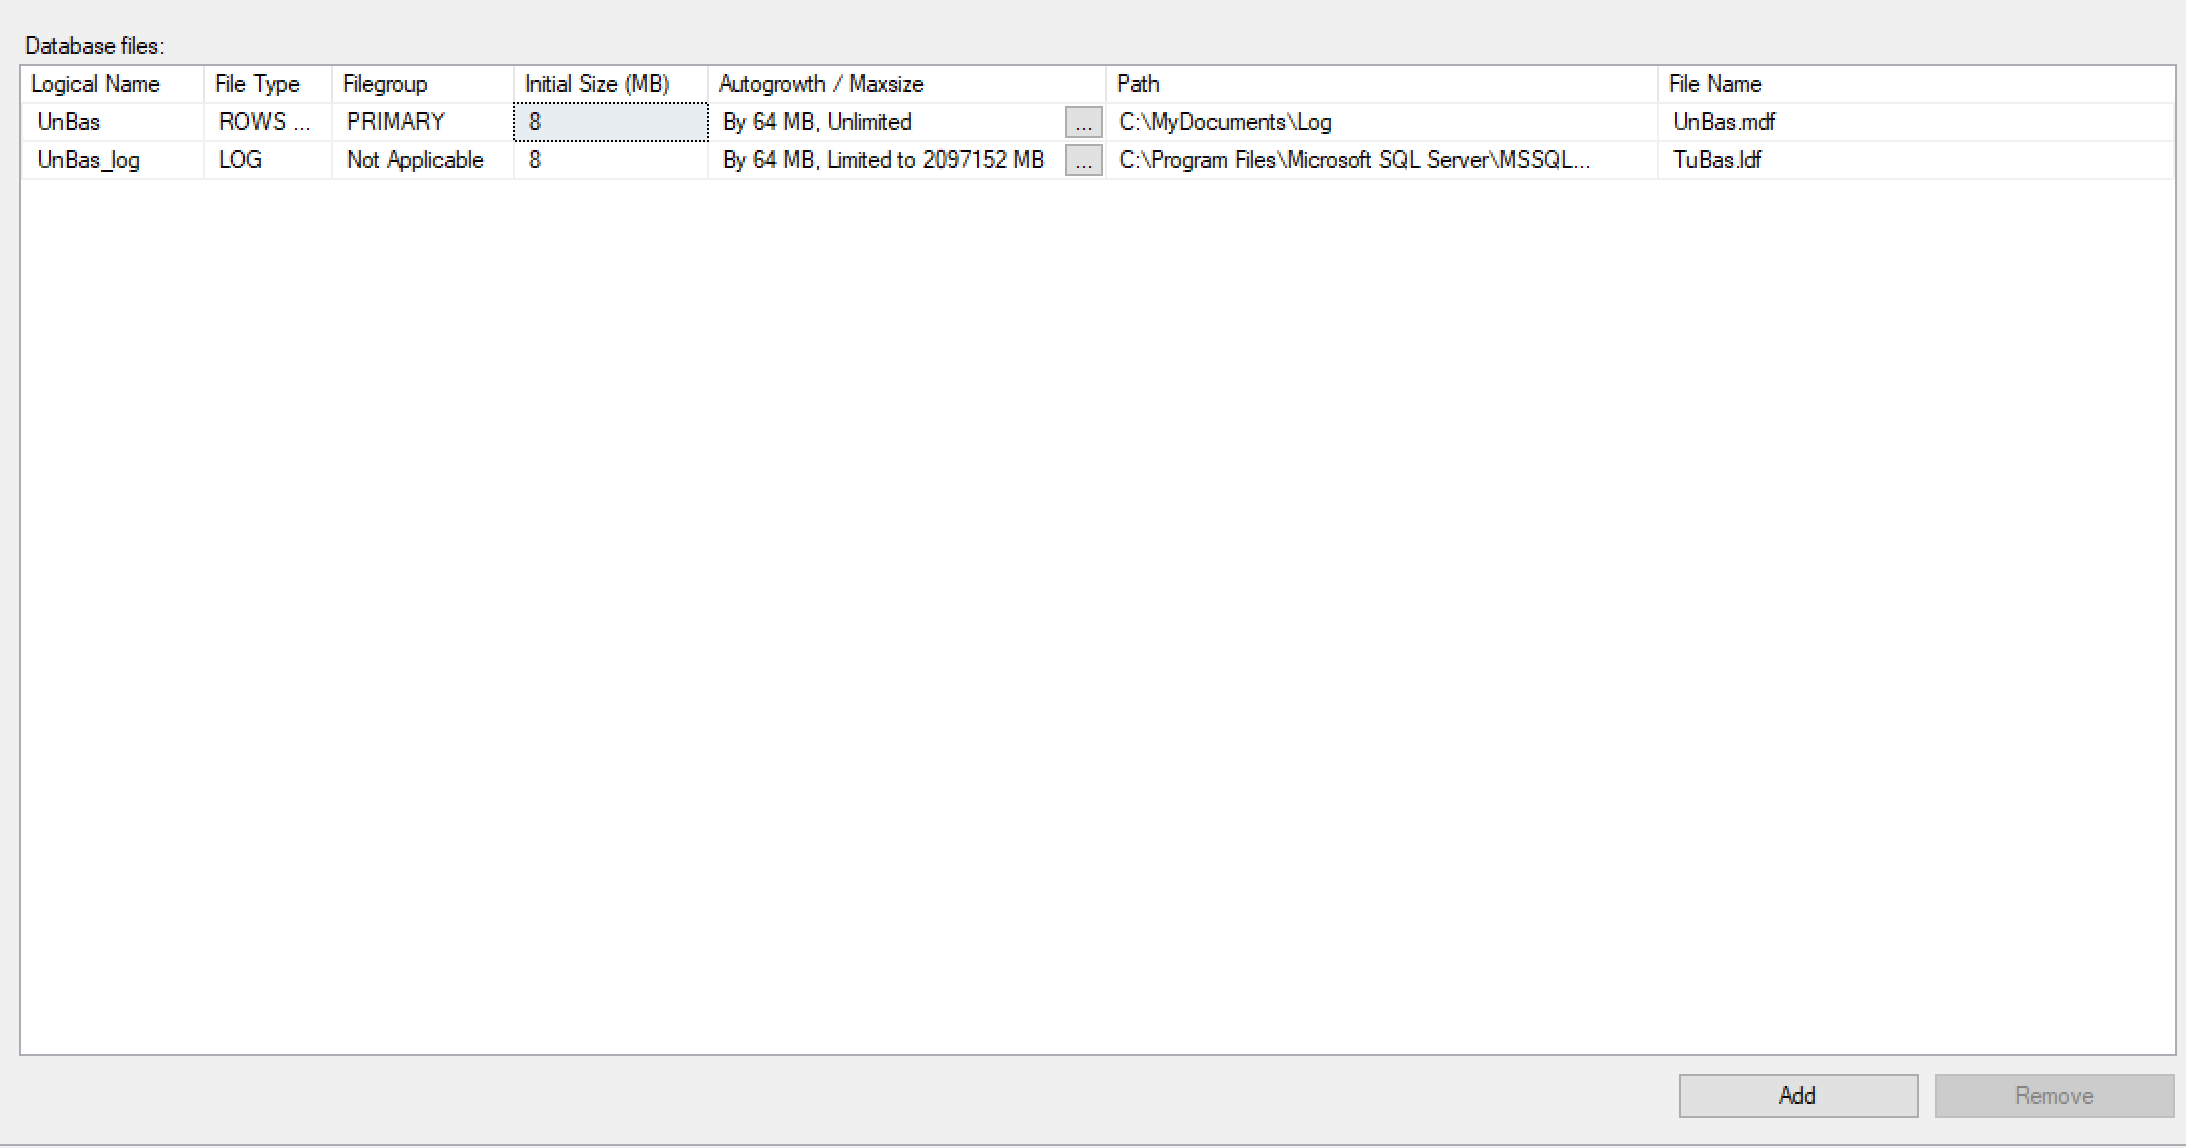 Database files:
Logical Name File Type Filegroup Initial Size (MB) Autogrowth / Maxsize Path File Name
UnBas ROWS ... PRIMARY 8 By 64 MB, Unlimited ... C:\MyDocuments\Log UnBas.mdf
UnBas_log LOG Not Applicable 8 By 64 MB, Limited to 2097152 MB ... C:\Program Files\Microsoft SQL Server\MSSQL... TuBas.ldf
Add Remove